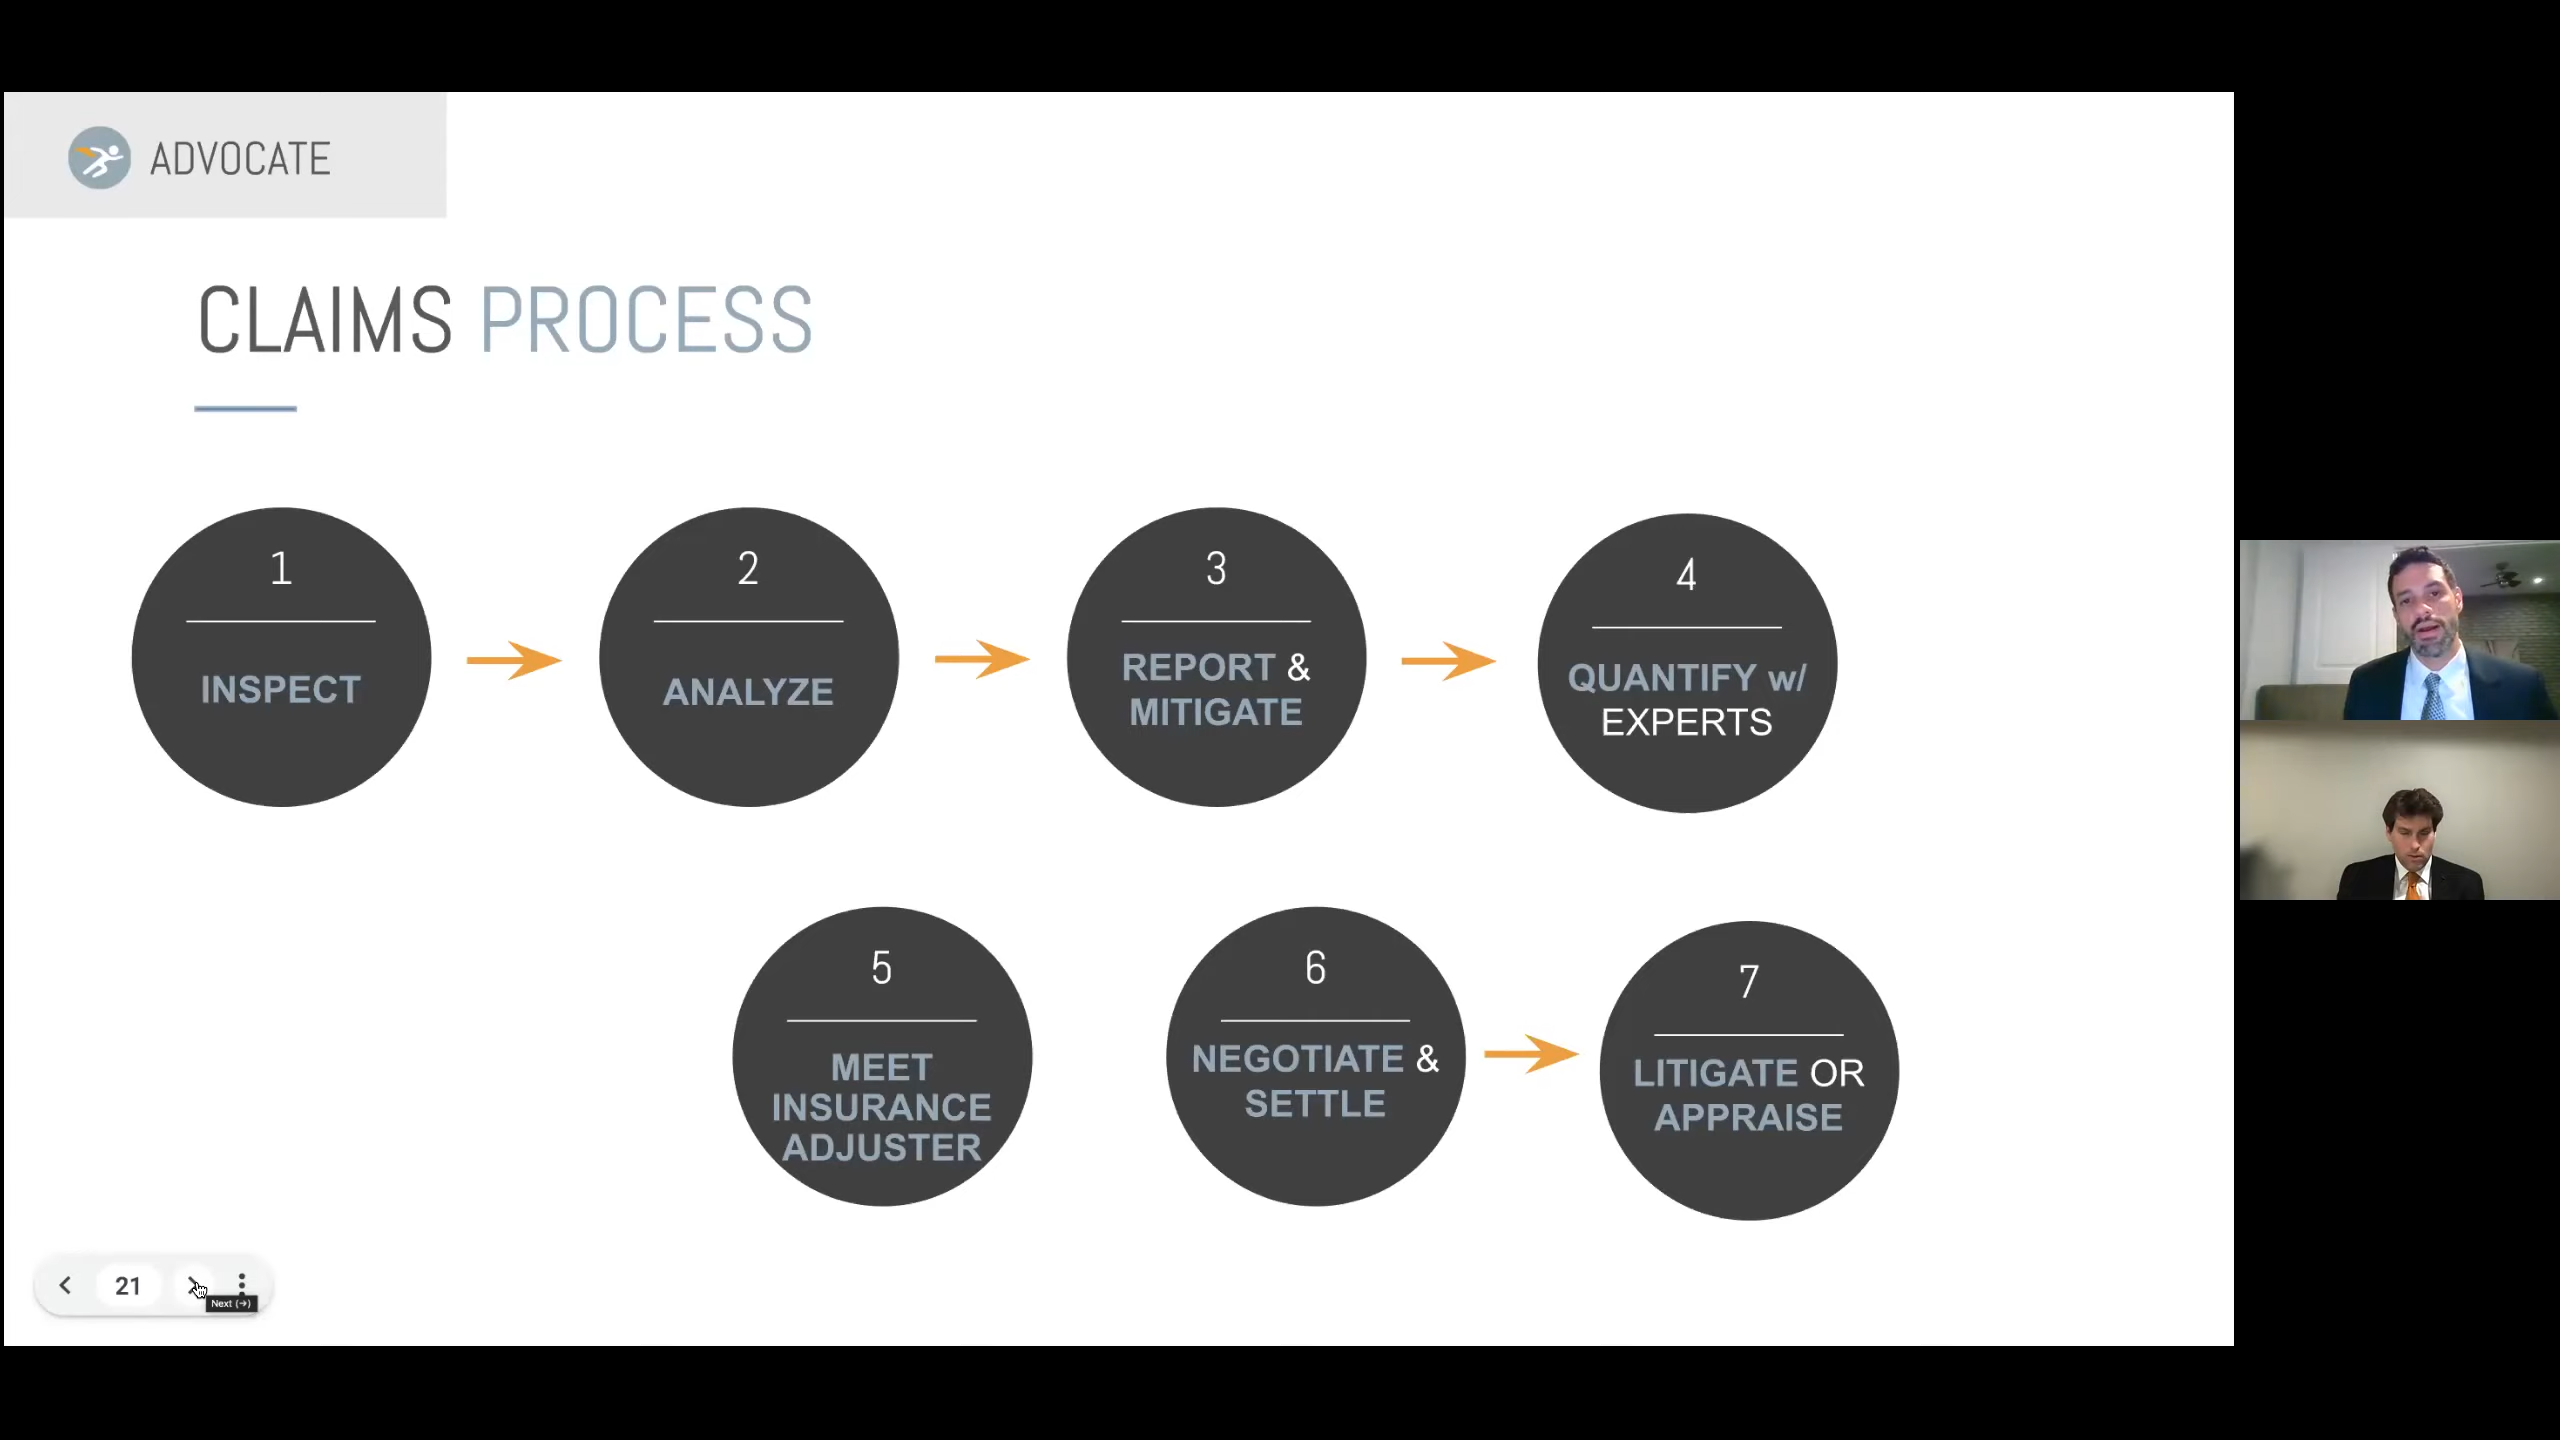 ADVOCATE
CLAIMS PROCESS
1
INSPECT
2
ANALYZE
3
REPORT &
MITIGATE
4
QUANTIFY w/
EXPERTS
5
MEET
INSURANCE
ADJUSTER
6
NEGOTIATE &
SETTLE
7
LITIGATE OR
APPRAISE
21
Next (→)